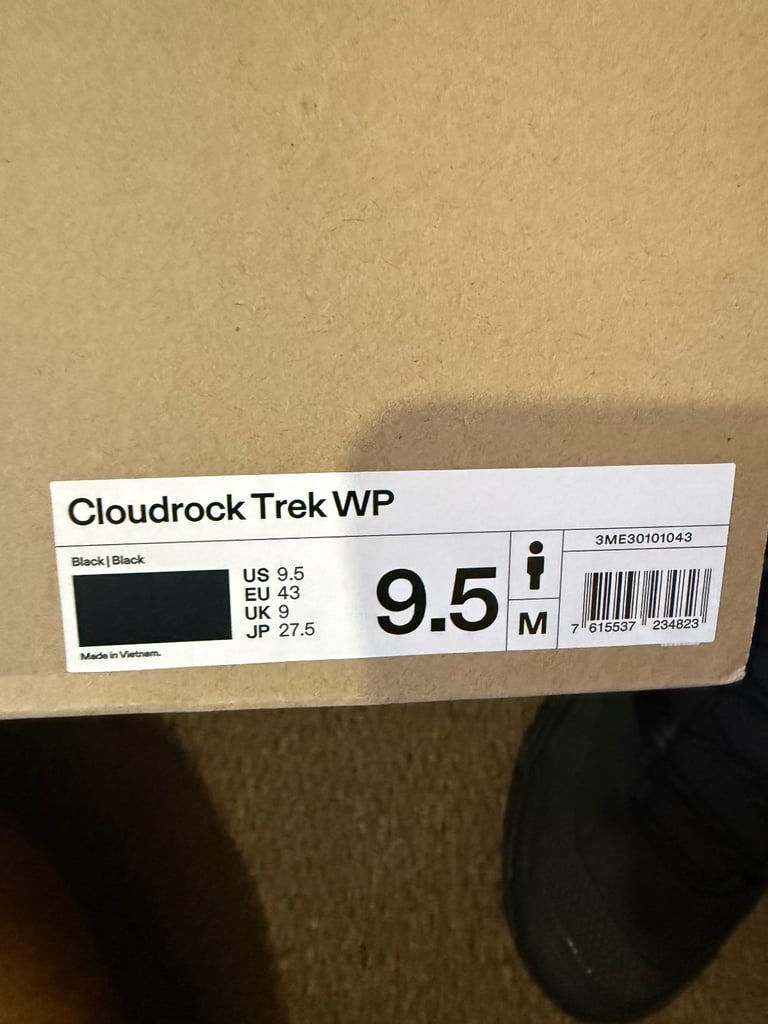 Cloudrock Trek WP
Black|Black
US 9.5
EU 43
UK 9
JP 27.5
Made in Vietnam.
9.5
M
3ME30101043
7 615537 234823